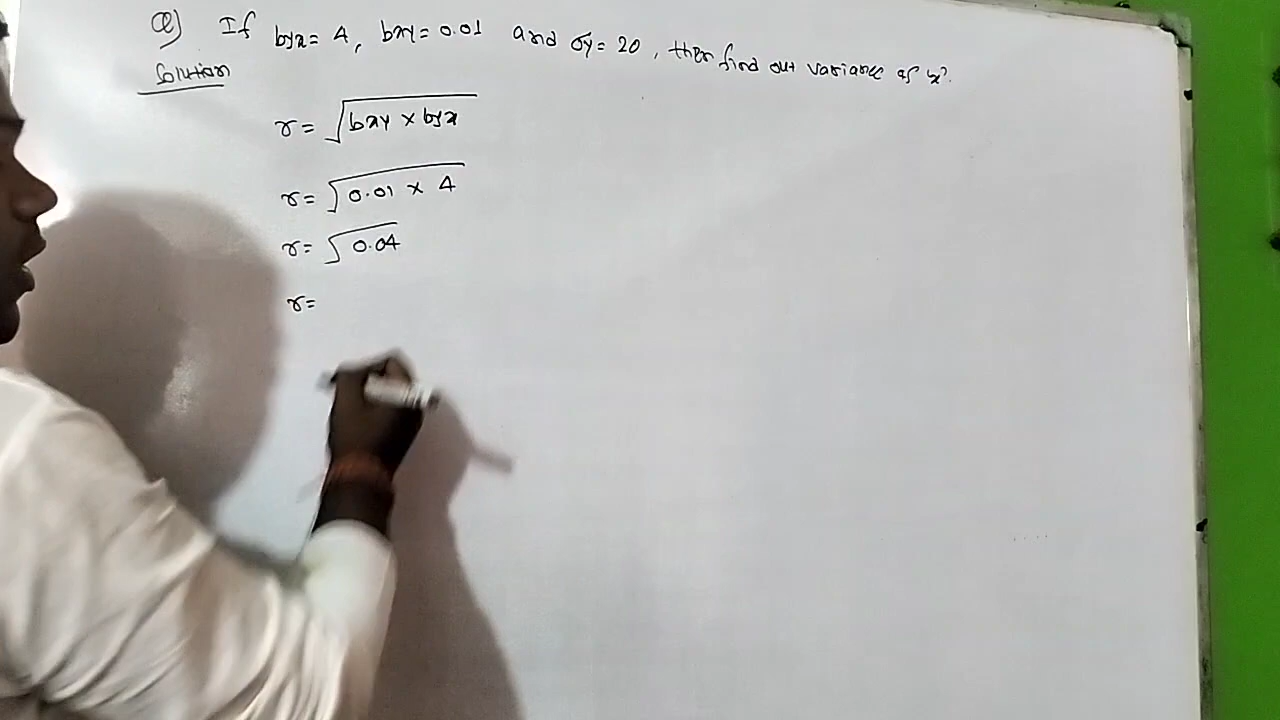 Q) If byx = 4, bxy = 0.01 and σy = 20, then find out variance of x?
Solution
r = √bxy × byx
r = √0.01 × 4
r = √0.04
r =